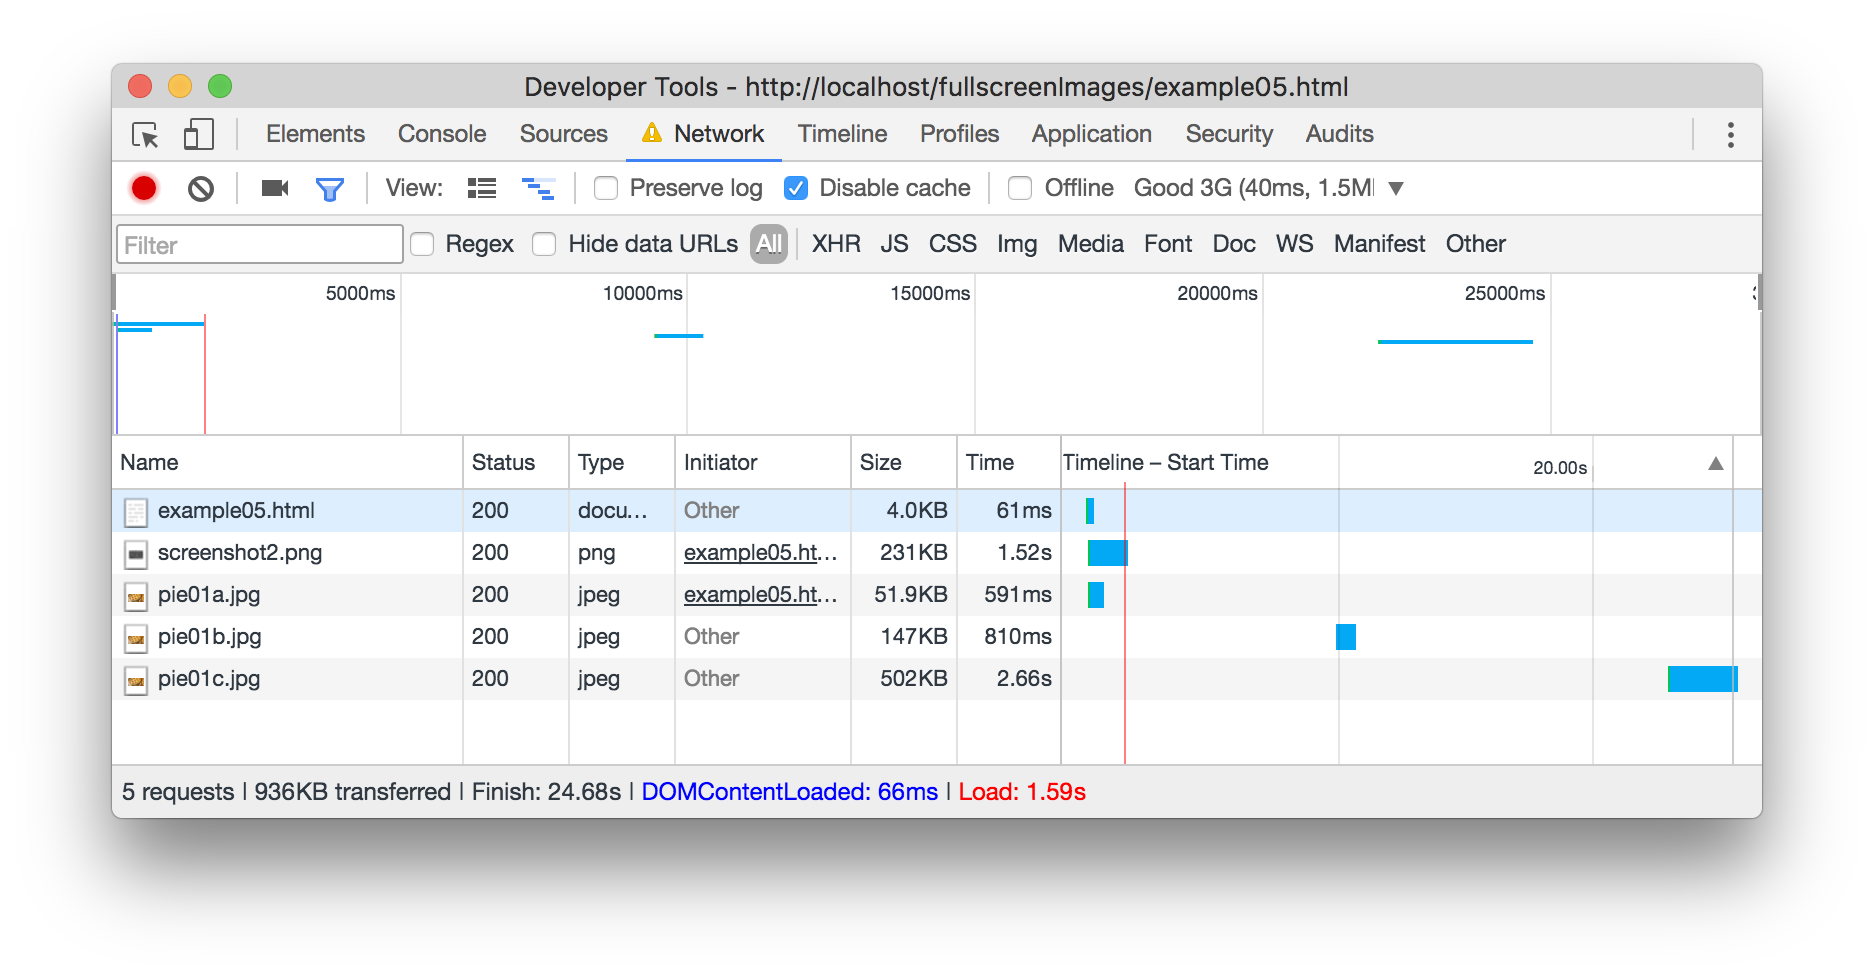 Developer Tools - http://localhost/fullscreenImages/example05.html
Elements Console Sources Network Timeline Profiles Application Security Audits
View: Preserve log Disable cache Offline Good 3G (40ms, 1.5M
Filter Regex Hide data URLs All XHR JS CSS Img Media Font Doc WS Manifest Other
5000ms 10000ms 15000ms 20000ms 25000ms
Name Status Type Initiator Size Time Timeline – Start Time 20.00s
example05.html 200 docu... Other 4.0KB 61ms
screenshot2.png 200 png example05.ht... 231KB 1.52s
pie01a.jpg 200 jpeg example05.ht... 51.9KB 591ms
pie01b.jpg 200 jpeg Other 147KB 810ms
pie01c.jpg 200 jpeg Other 502KB 2.66s
5 requests | 936KB transferred | Finish: 24.68s | DOMContentLoaded: 66ms | Load: 1.59s